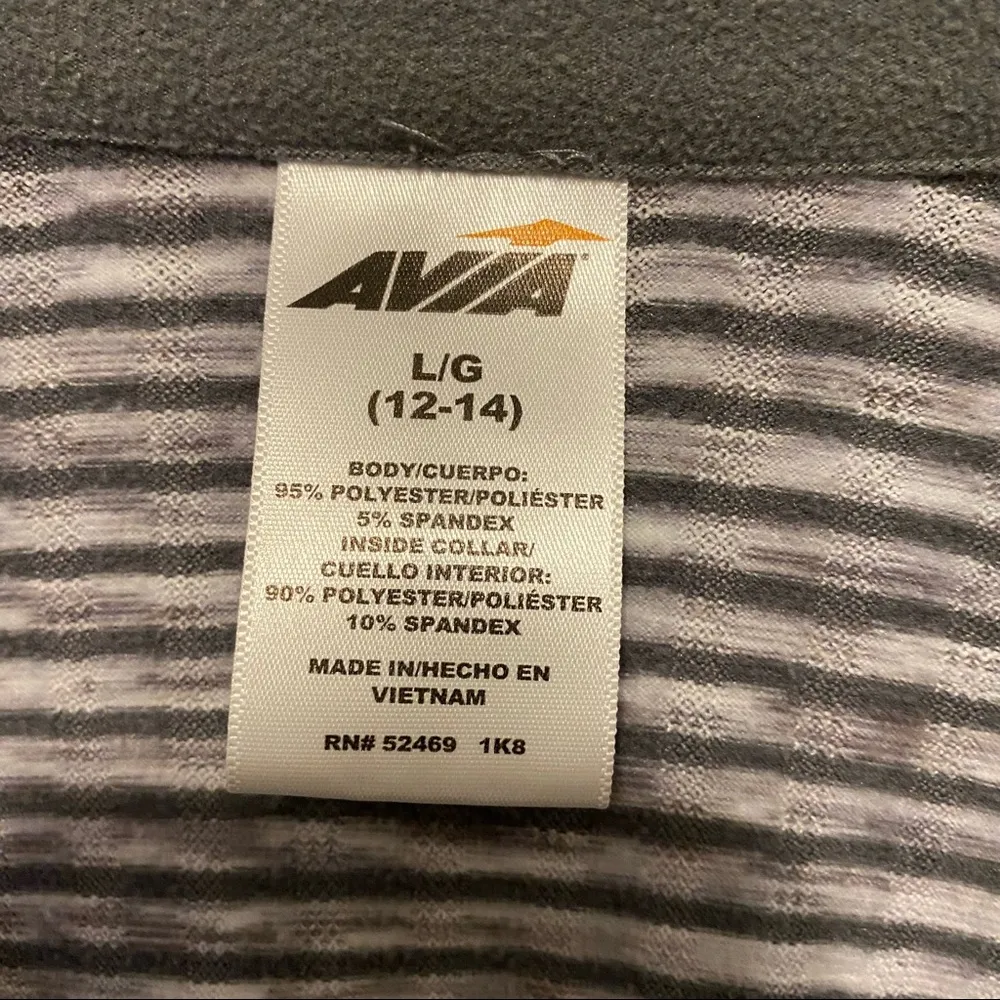 AVIA
L/G
(12-14)
BODY/CUERPO:
95% POLYESTER/POLIÉSTER
5% SPANDEX
INSIDE COLLAR/
CUELLO INTERIOR:
90% POLYESTER/POLIÉSTER
10% SPANDEX
MADE IN/HECHO EN
VIETNAM
RN# 52469 1K8